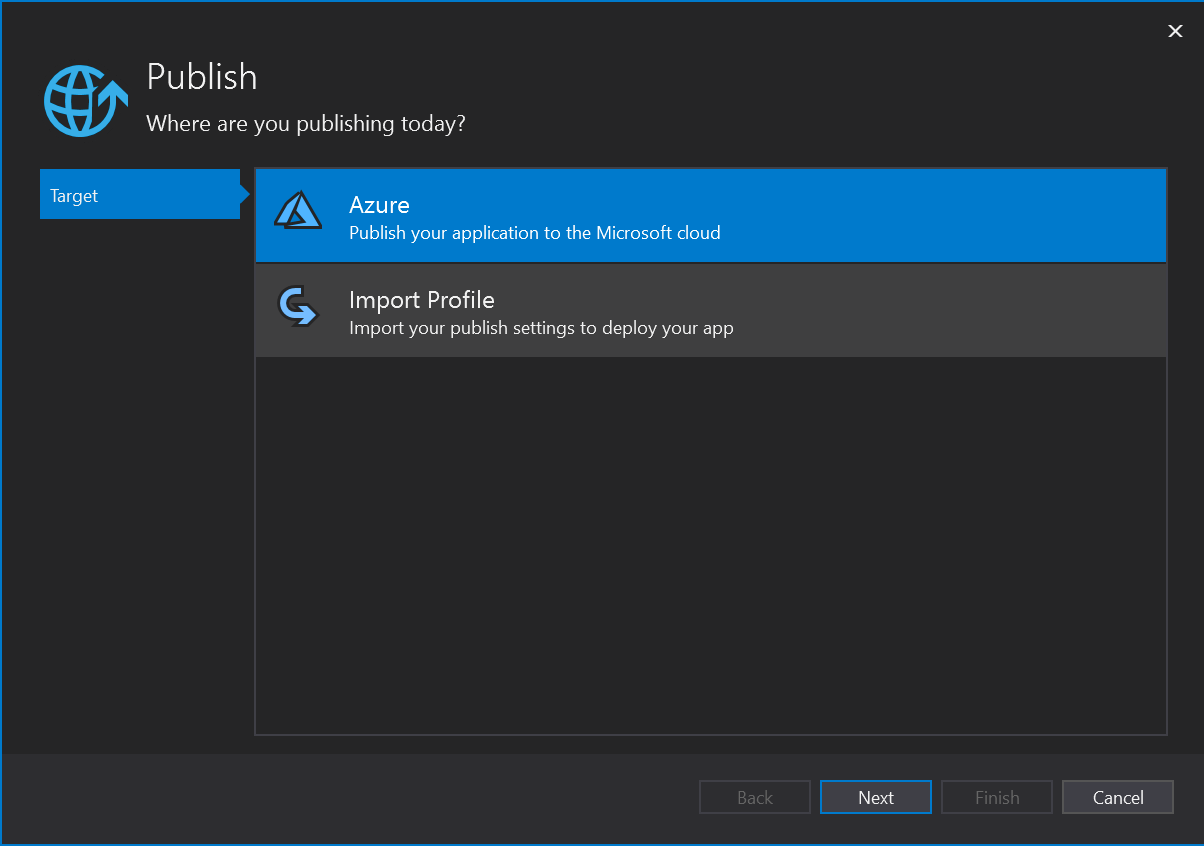 Publish
Where are you publishing today?
Target
Azure
Publish your application to the Microsoft cloud
Import Profile
Import your publish settings to deploy your app
Back
Next
Finish
Cancel